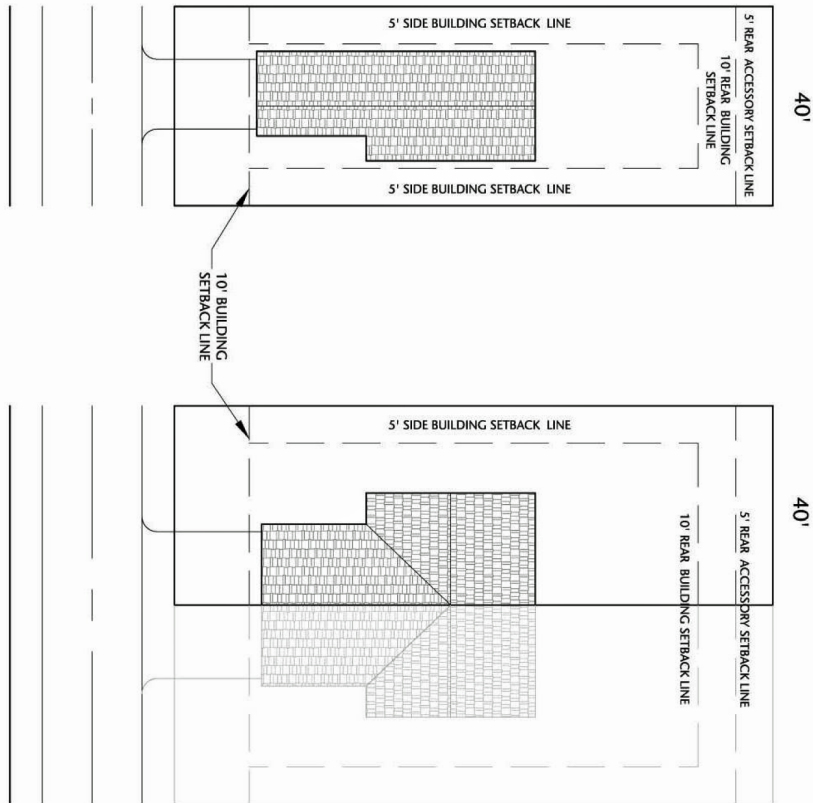 5' SIDE BUILDING SETBACK LINE
5' REAR ACCESSORY SETBACK LINE
10' REAR BUILDING
SETBACK LINE
40'
5' SIDE BUILDING SETBACK LINE
10' BUILDING
SETBACK LINE
5' SIDE BUILDING SETBACK LINE
10' REAR BUILDING SETBACK LINE
5' REAR ACCESSORY SETBACK LINE
40'